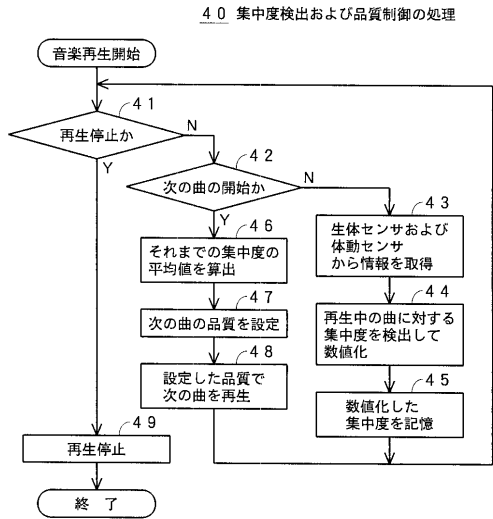 40 集中度検出および品質制御の処理
音楽再生開始
41
再生停止か
N
Y
42
次の曲の開始か
N
Y
43
生体センサおよび
体動センサ
から情報を取得
44
再生中の曲に対する
集中度を検出して
数値化
45
数値化した
集中度を記憶
46
それまでの集中度の
平均値を算出
47
次の曲の品質を設定
48
設定した品質で
次の曲を再生
49
再生停止
終了